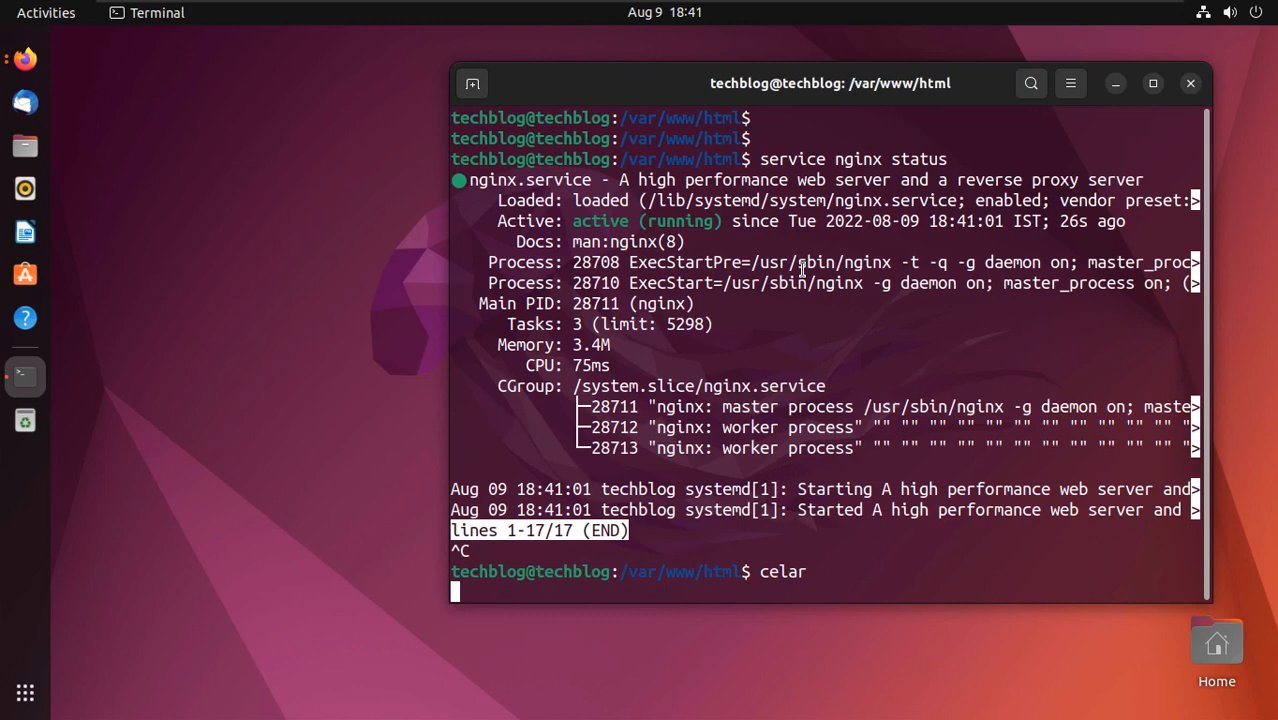 Activities Terminal Aug 9 18:41
techblog@techblog: /var/www/html
techblog@techblog:/var/www/html$
techblog@techblog:/var/www/html$
techblog@techblog:/var/www/html$ service nginx status
nginx.service - A high performance web server and a reverse proxy server
Loaded: loaded (/lib/systemd/system/nginx.service; enabled; vendor preset:>
Active: active (running) since Tue 2022-08-09 18:41:01 IST; 26s ago
Docs: man:nginx(8)
Process: 28708 ExecStartPre=/usr/sbin/nginx -t -q -g daemon on; master_proc>
Process: 28710 ExecStart=/usr/sbin/nginx -g daemon on; master_process on; (>
Main PID: 28711 (nginx)
Tasks: 3 (limit: 5298)
Memory: 3.4M
CPU: 75ms
CGroup: /system.slice/nginx.service
├─28711 "nginx: master process /usr/sbin/nginx -g daemon on; maste>
├─28712 "nginx: worker process" "" "" "" "" "" "" "" "" "" "" "" ">
└─28713 "nginx: worker process" "" "" "" "" "" "" "" "" "" "" "" ">
Aug 09 18:41:01 techblog systemd[1]: Starting A high performance web server and>
Aug 09 18:41:01 techblog systemd[1]: Started A high performance web server and >
lines 1-17/17 (END)
^C
techblog@techblog:/var/www/html$ celar
Home